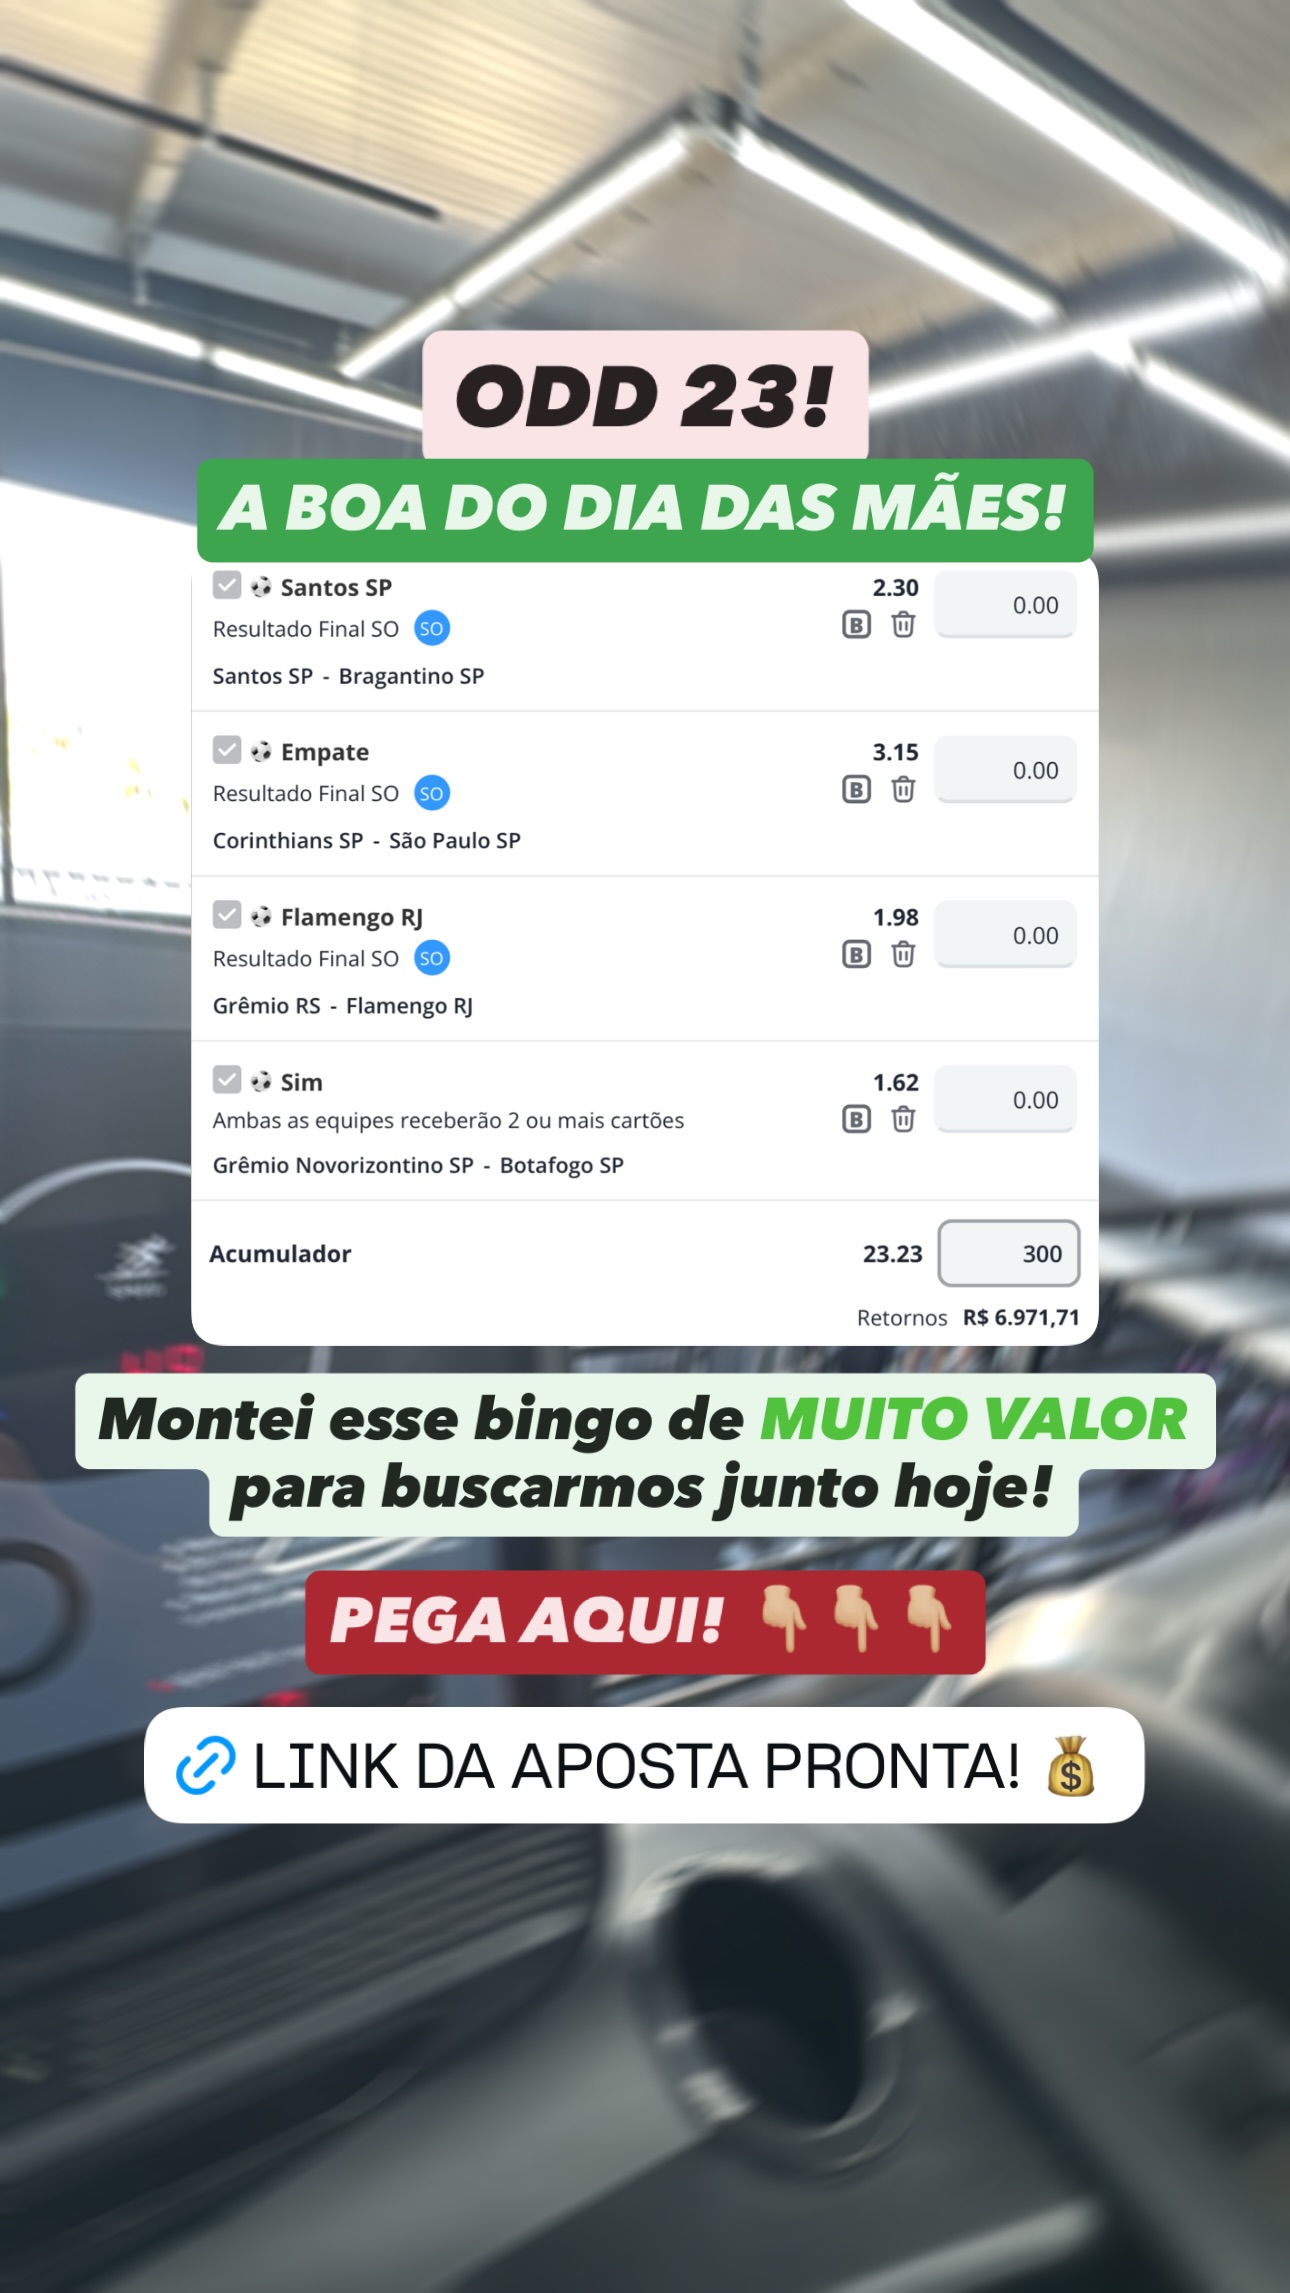 ODD 23!
A BOA DO DIA DAS MÃES!
Santos SP 2.30 0.00
Resultado Final SO SO B
Santos SP - Bragantino SP
Empate 3.15 0.00
Resultado Final SO SO B
Corinthians SP - São Paulo SP
Flamengo RJ 1.98 0.00
Resultado Final SO SO B
Grêmio RS - Flamengo RJ
Sim 1.62 0.00
Ambas as equipes receberão 2 ou mais cartões B
Grêmio Novorizontino SP - Botafogo SP
Acumulador 23.23 300
Retornos R$ 6.971,71
Montei esse bingo de MUITO VALOR
para buscarmos junto hoje!
PEGA AQUI! 👇🏼👇🏼👇🏼
LINK DA APOSTA PRONTA! 💰